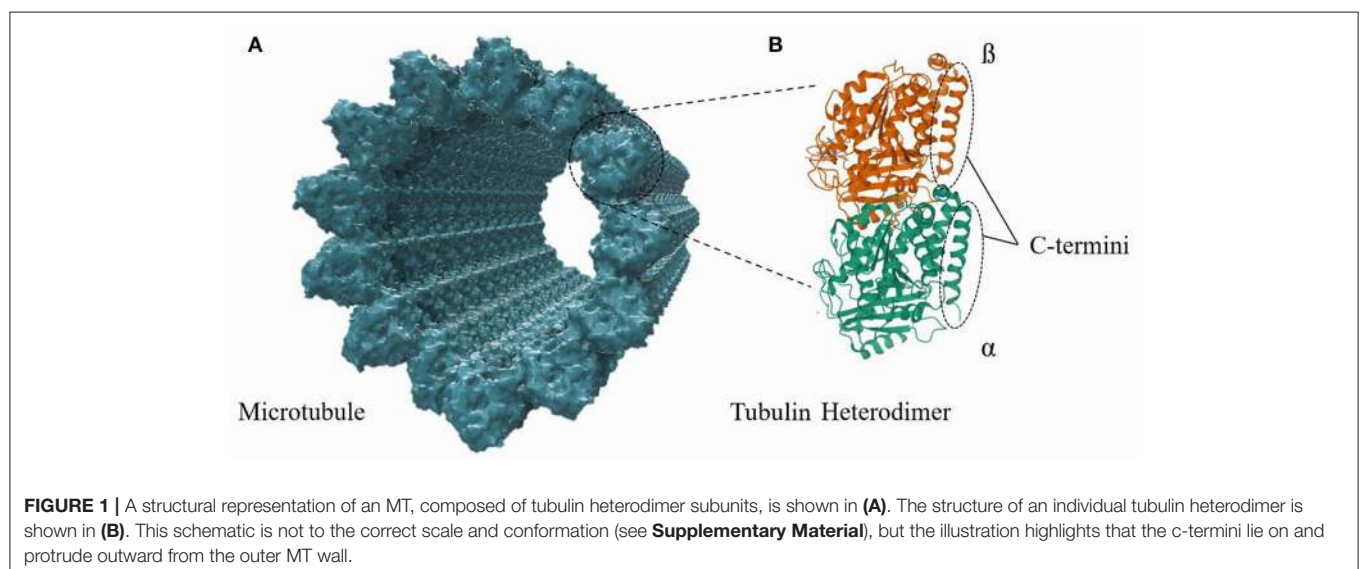 A
B
ß
C-termini
α
Microtubule
Tubulin Heterodimer
FIGURE 1 | A structural representation of an MT, composed of tubulin heterodimer subunits, is shown in (A). The structure of an individual tubulin heterodimer is
shown in (B). This schematic is not to the correct scale and conformation (see Supplementary Material), but the illustration highlights that the c-termini lie on and
protrude outward from the outer MT wall.